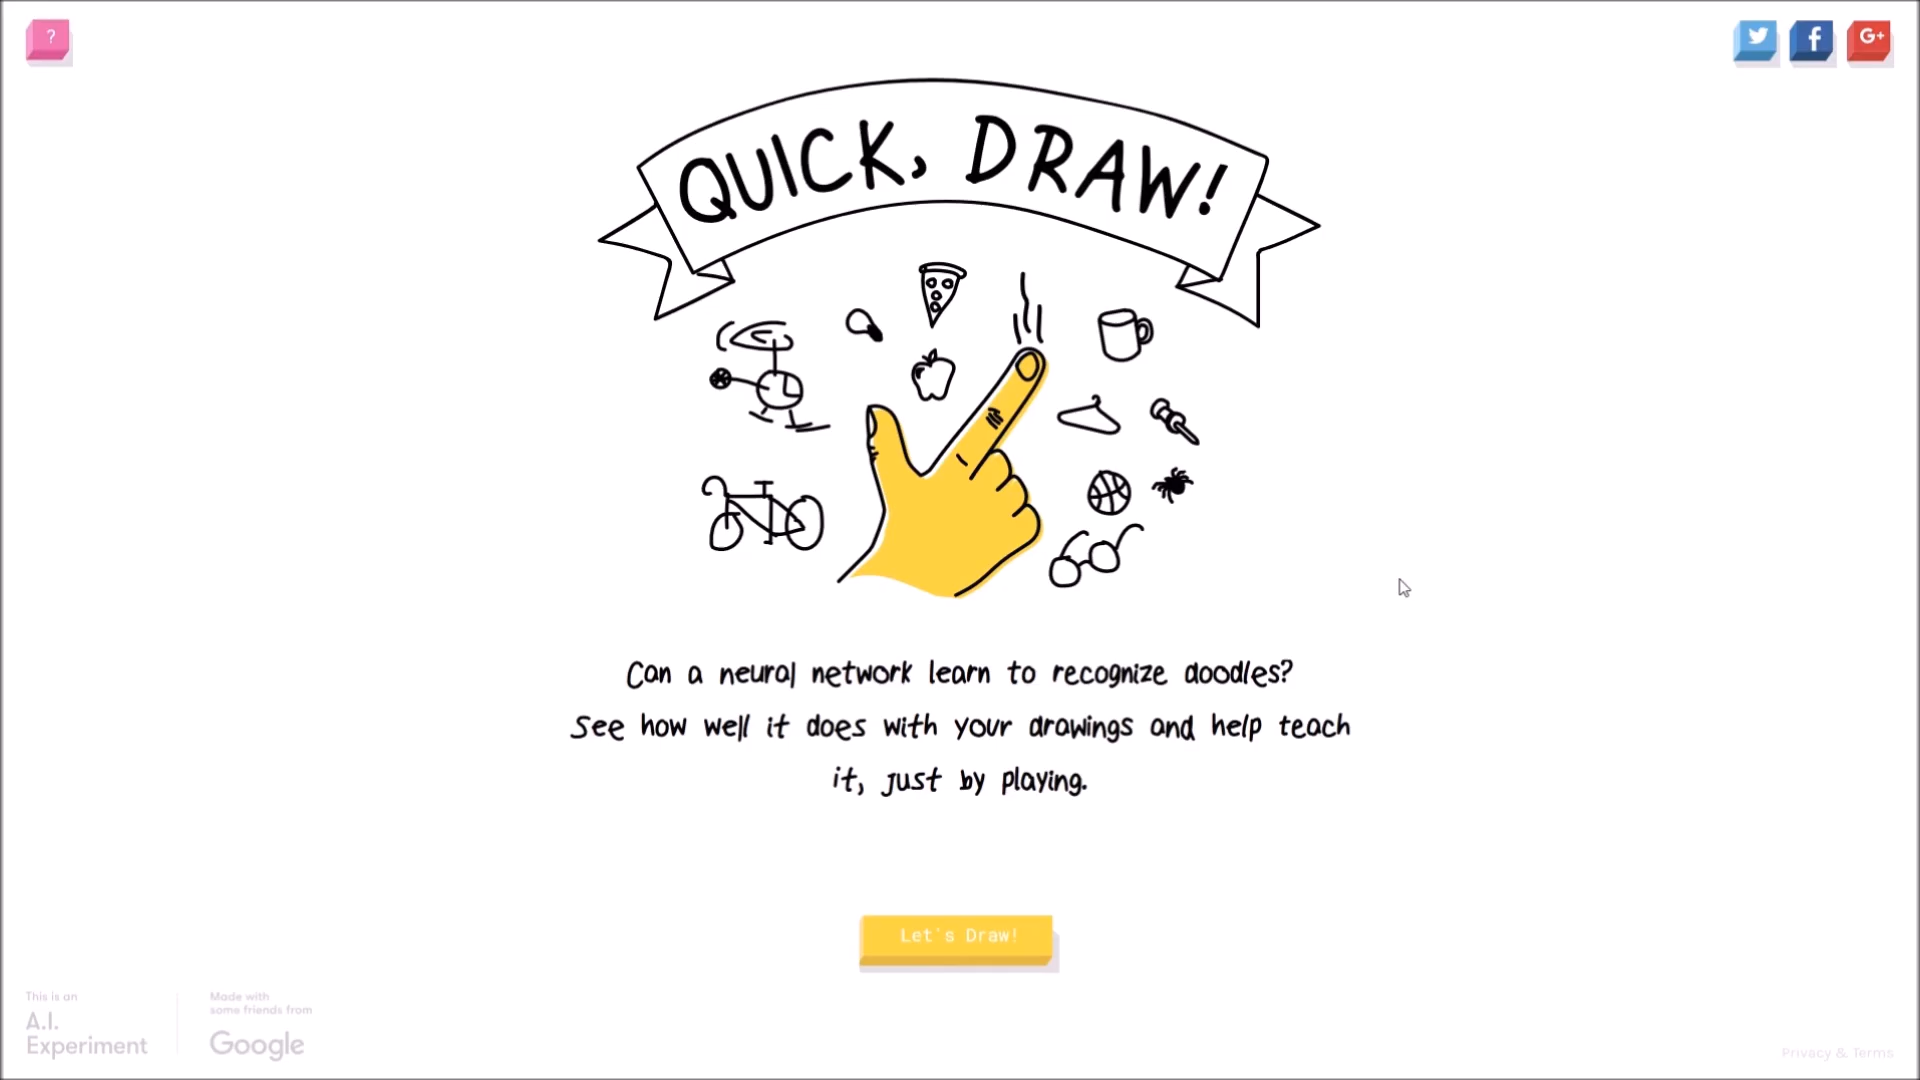 ?
f
G+
QUICK, DRAW!
Can a neural network learn to recognize doodles?
See how well it does with your drawings and help teach
it, just by playing.
Let's Draw!
This is an
A.I.
Experiment
Made with
some friends from
Google
Privacy & Terms